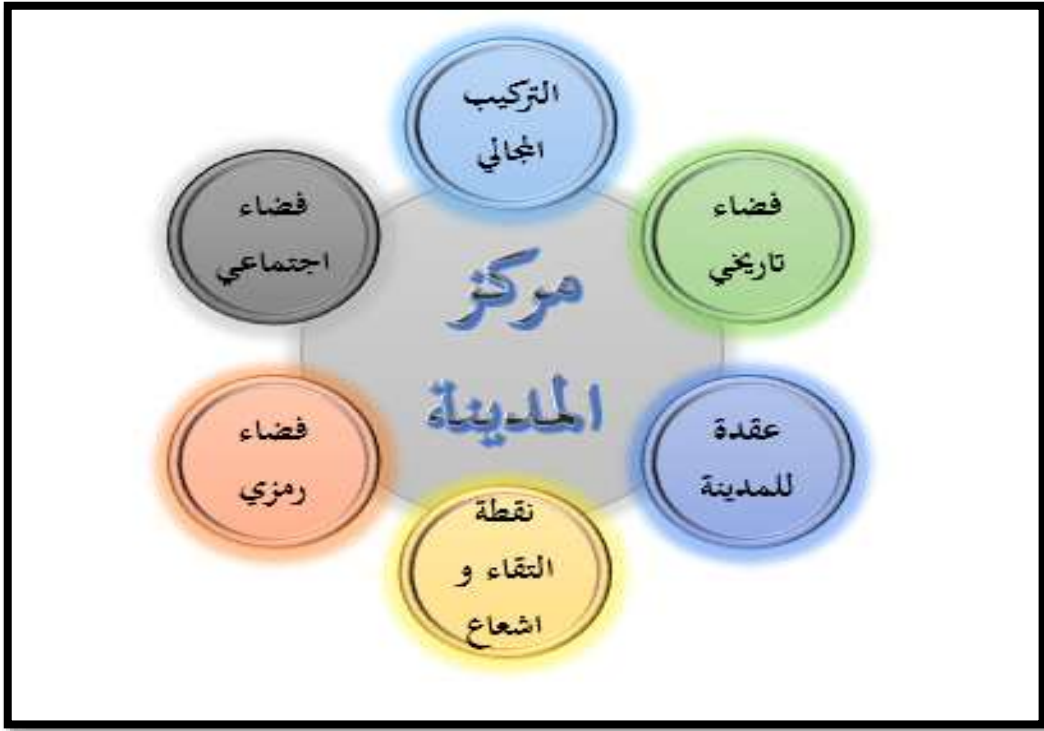 التركيب
المجالي
فضاء
تاريخي
عقدة
للمدينة
نقطة
التقاء و
اشعاع
فضاء
رمزي
فضاء
اجتماعي
مركز
المدينة